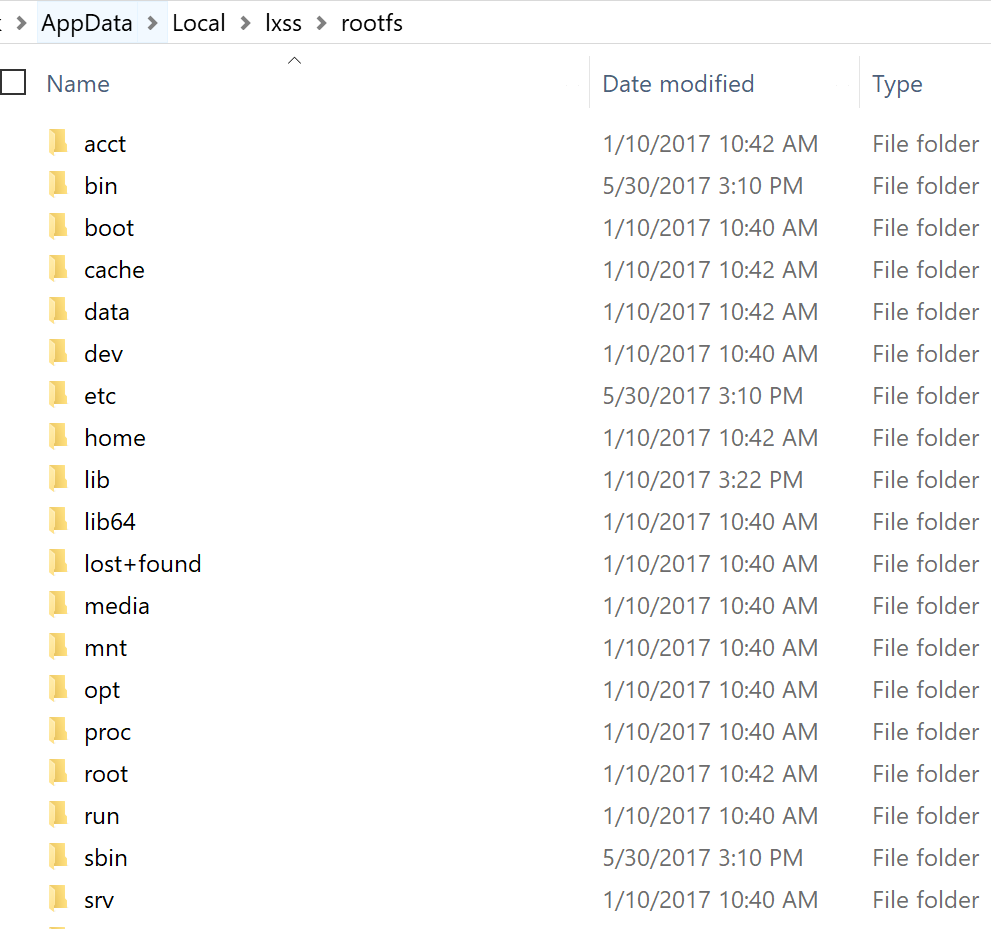 AppData > Local > lxss > rootfs
Name Date modified Type
acct 1/10/2017 10:42 AM File folder
bin 5/30/2017 3:10 PM File folder
boot 1/10/2017 10:40 AM File folder
cache 1/10/2017 10:42 AM File folder
data 1/10/2017 10:42 AM File folder
dev 1/10/2017 10:40 AM File folder
etc 5/30/2017 3:10 PM File folder
home 1/10/2017 10:42 AM File folder
lib 1/10/2017 3:22 PM File folder
lib64 1/10/2017 10:40 AM File folder
lost+found 1/10/2017 10:40 AM File folder
media 1/10/2017 10:40 AM File folder
mnt 1/10/2017 10:40 AM File folder
opt 1/10/2017 10:40 AM File folder
proc 1/10/2017 10:40 AM File folder
root 1/10/2017 10:42 AM File folder
run 1/10/2017 10:40 AM File folder
sbin 5/30/2017 3:10 PM File folder
srv 1/10/2017 10:40 AM File folder